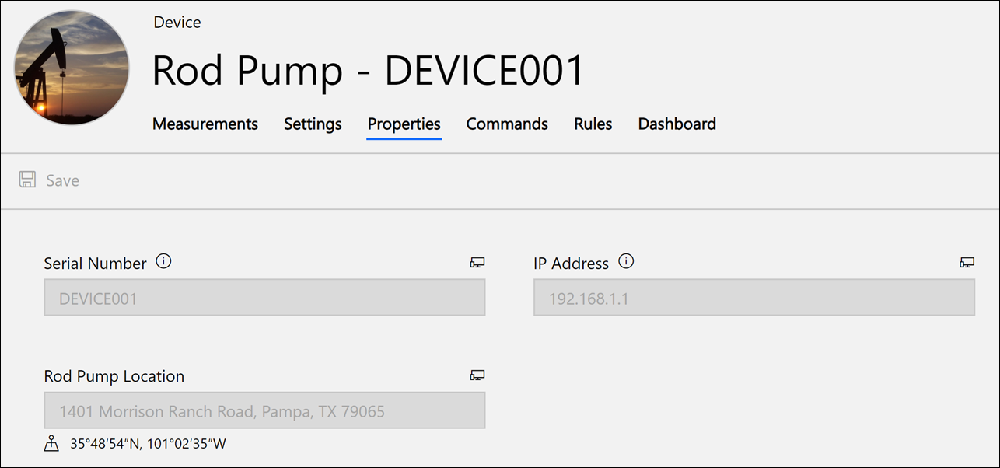 Device
Rod Pump - DEVICE001
Measurements Settings Properties Commands Rules Dashboard
Save
Serial Number IP Address
DEVICE001 192.168.1.1
Rod Pump Location
1401 Morrison Ranch Road, Pampa, TX 79065
35°48′54″N, 101°02′35″W